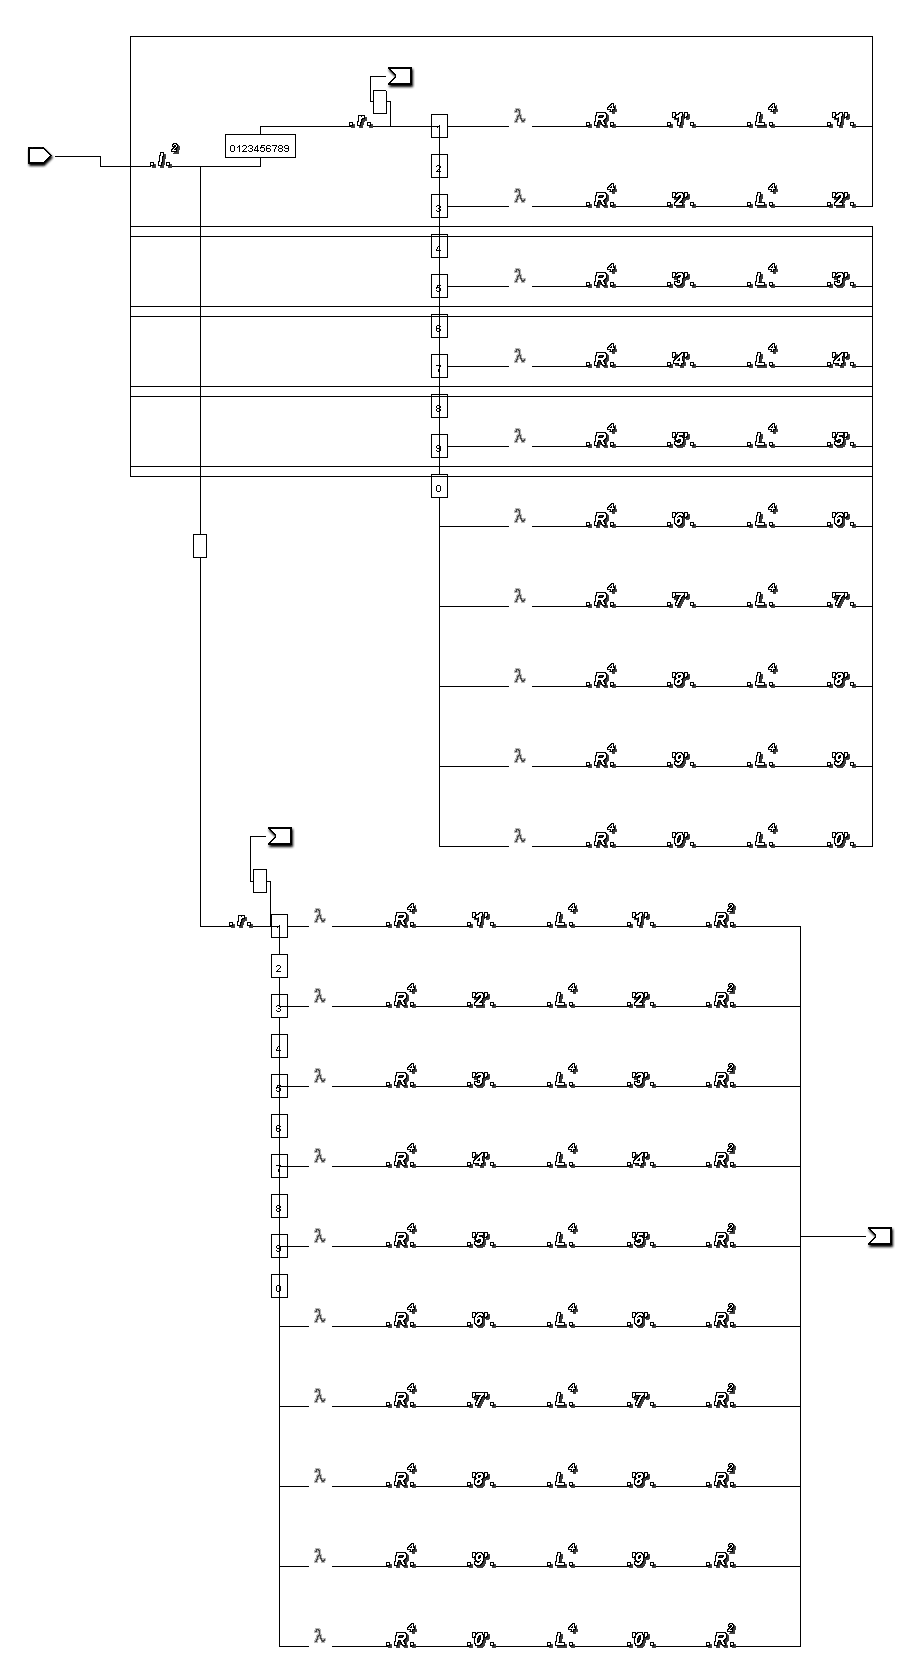 4 4
.r. 1 λ .R. .'1'. .L. .'1'.
2
.l. 0123456789
2
4 4
3 λ .R. .'2'. .L. .'2'.
4
4 4
5 λ .R. .'3'. .L. .'3'.
6
4 4
7 λ .R. .'4'. .L. .'4'.
8
4 4
9 λ .R. .'5'. .L. .'5'.
0
4 4
λ .R. .'6'. .L. .'6'.
4 4
λ .R. .'7'. .L. .'7'.
4 4
λ .R. .'8'. .L. .'8'.
4 4
λ .R. .'9'. .L. .'9'.
4 4
λ .R. .'0'. .L. .'0'.
4 4 2
.r. λ .R. .'1'. .L. .'1'. .R.
2
4 4 2
3 λ .R. .'2'. .L. .'2'. .R.
4
4 4 2
5 λ .R. .'3'. .L. .'3'. .R.
6
4 4 2
7 λ .R. .'4'. .L. .'4'. .R.
8
4 4 2
9 λ .R. .'5'. .L. .'5'. .R.
0
4 4 2
λ .R. .'6'. .L. .'6'. .R.
4 4 2
λ .R. .'7'. .L. .'7'. .R.
4 4 2
λ .R. .'8'. .L. .'8'. .R.
4 4 2
λ .R. .'9'. .L. .'9'. .R.
4 4 2
λ .R. .'0'. .L. .'0'. .R.